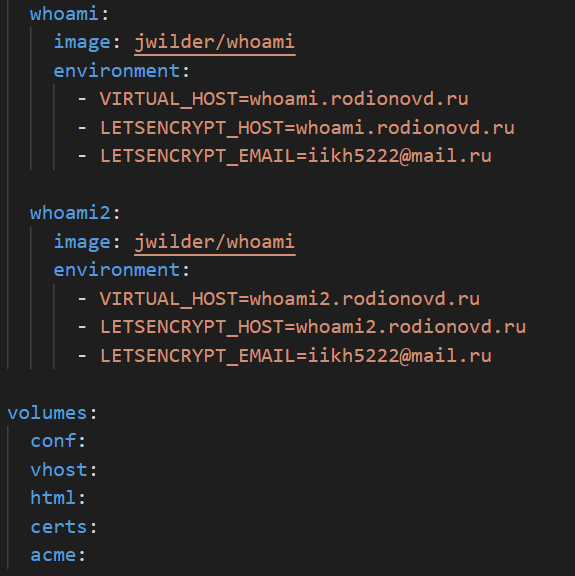 whoami:
image: jwilder/whoami
environment:
- VIRTUAL_HOST=whoami.rodionovd.ru
- LETSENCRYPT_HOST=whoami.rodionovd.ru
- LETSENCRYPT_EMAIL=iikh5222@mail.ru
whoami2:
image: jwilder/whoami
environment:
- VIRTUAL_HOST=whoami2.rodionovd.ru
- LETSENCRYPT_HOST=whoami2.rodionovd.ru
- LETSENCRYPT_EMAIL=iikh5222@mail.ru
volumes:
conf:
vhost:
html:
certs:
acme: